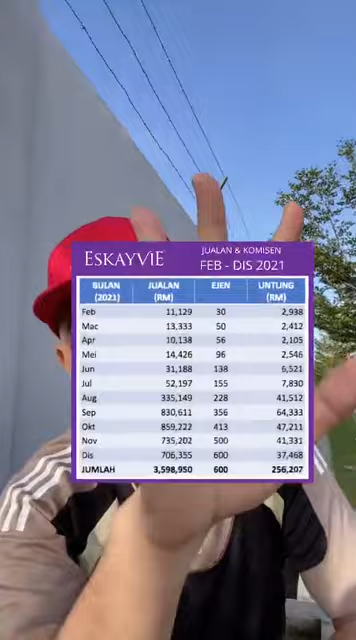 ESKAYVIE
JUALAN & KOMISEN
FEB - DIS 2021
BULAN (2021) JUALAN (RM) EJEN UNTUNG (RM)
Feb 11,129 30 2,938
Mac 13,333 50 2,412
Apr 10,138 56 2,105
Mei 14,426 96 2,546
Jun 31,188 138 6,521
Jul 52,197 155 7,830
Aug 335,149 228 41,512
Sep 830,611 356 64,333
Okt 859,222 413 47,211
Nov 735,202 500 41,331
Dis 706,355 600 37,468
JUMLAH 3,598,950 600 256,207